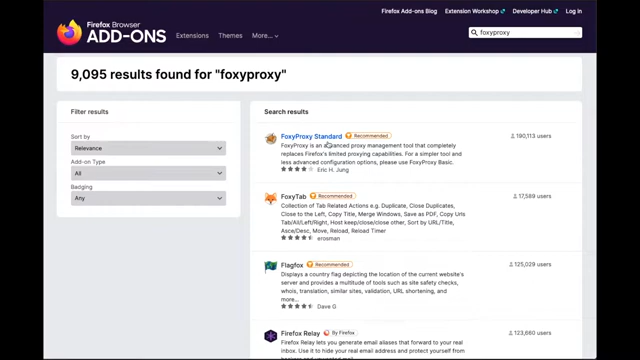 Firefox Add-ons Blog Extension Workshop Developer Hub Log in
Firefox Browser
ADD-ONS
Extensions Themes More...
foxyproxy
9,095 results found for "foxyproxy"
Filter results
Sort by
Relevance
Add-on Type
All
Badging
Any
Search results
FoxyProxy Standard Recommended
190,113 users
FoxyProxy is an advanced proxy management tool that completely
replaces Firefox's limited proxying capabilities. For a simpler tool and
less advanced configuration options, please use FoxyProxy Basic.
Eric H. Jung
FoxyTab Recommended
17,589 users
Collection of Tab Related Actions e.g. Duplicate, Close Duplicates,
Close to the Left, Copy Title, Merge Windows, Save as PDF, Copy Urls
Tab/All/Left/Right, Host keep/close/close other, Sort by URL/Title,
Asce/Desc, Move, Reload, Reload Timer
erosman
Flagfox Recommended
125,029 users
Displays a country flag depicting the location of the current website's
server and provides a multitude of tools such as site safety checks,
whois, translation, similar sites, validation, URL shortening, and
more...
Dave G
Firefox Relay By Firefox
123,860 users
Firefox Relay lets you generate email aliases that forward to your real
inbox. Use it to hide your real email address and protect yourself from